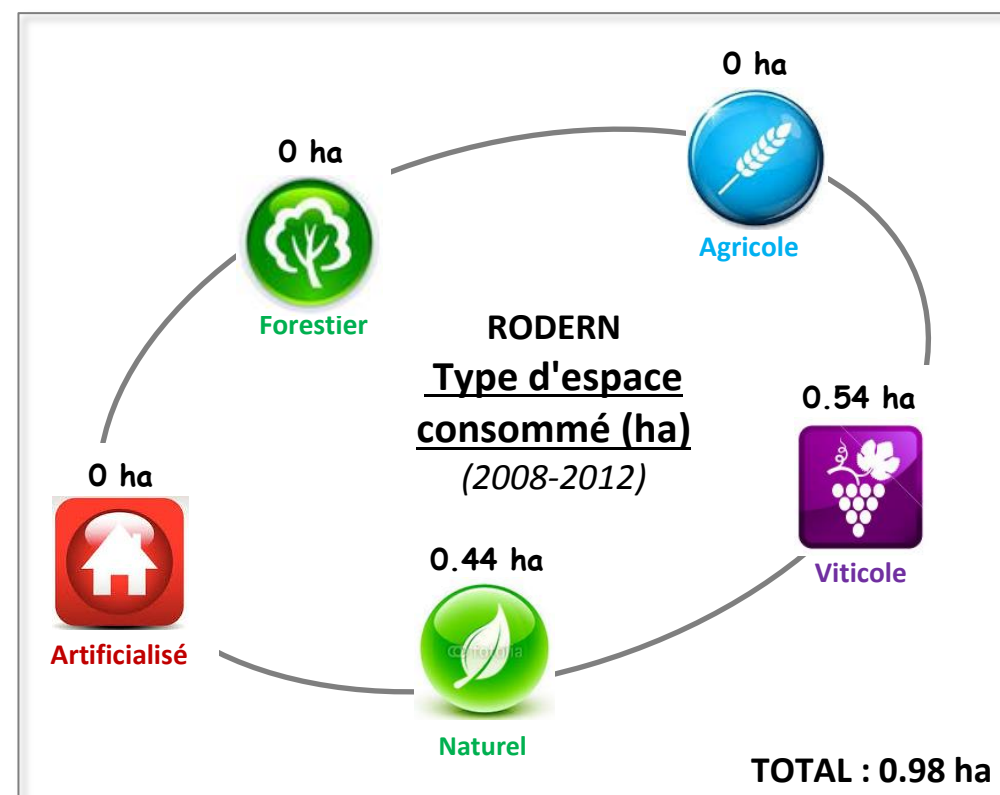 0 ha
Agricole
0 ha
Forestier
RODERN
Type d'espace
consommé (ha)
(2008-2012)
0.54 ha
Viticole
0 ha
Artificialisé
0.44 ha
Naturel
TOTAL : 0.98 ha